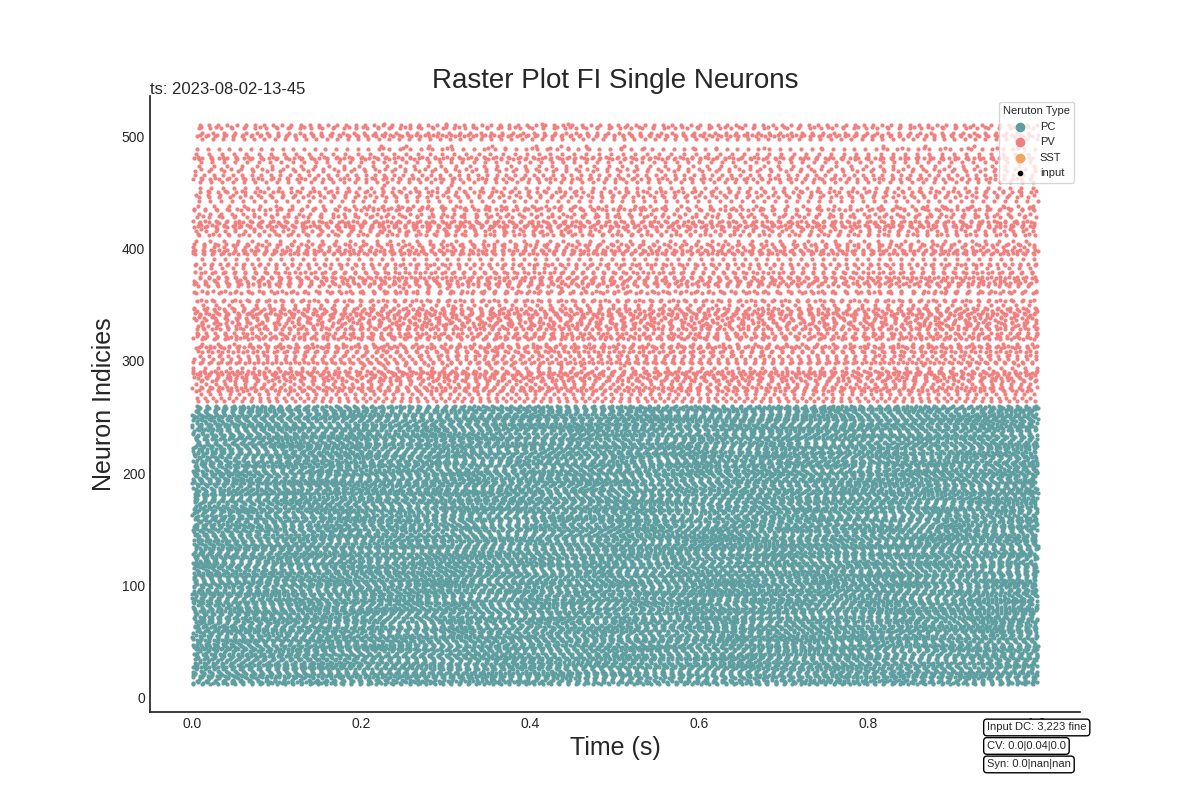 Raster Plot FI Single Neurons
ts: 2023-08-02-13-45
Neruton Type
PC
PV
SST
input
Neuron Indicies
500
400
300
200
100
0
0.0
0.2
0.4
0.6
0.8
Time (s)
Input DC: 3,223 fine
CV: 0.0|0.04|0.0
Syn: 0.0|nan|nan